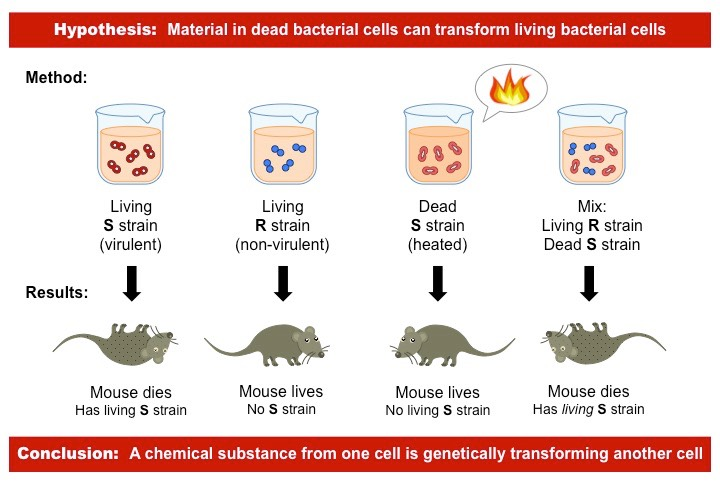 Hypothesis: Material in dead bacterial cells can transform living bacterial cells
Method:
Living
S strain
(virulent)
Living
R strain
(non-virulent)
Dead
S strain
(heated)
Mix:
Living R strain
Dead S strain
Results:
Mouse dies
Has living S strain
Mouse lives
No S strain
Mouse lives
No living S strain
Mouse dies
Has living S strain
Conclusion: A chemical substance from one cell is genetically transforming another cell